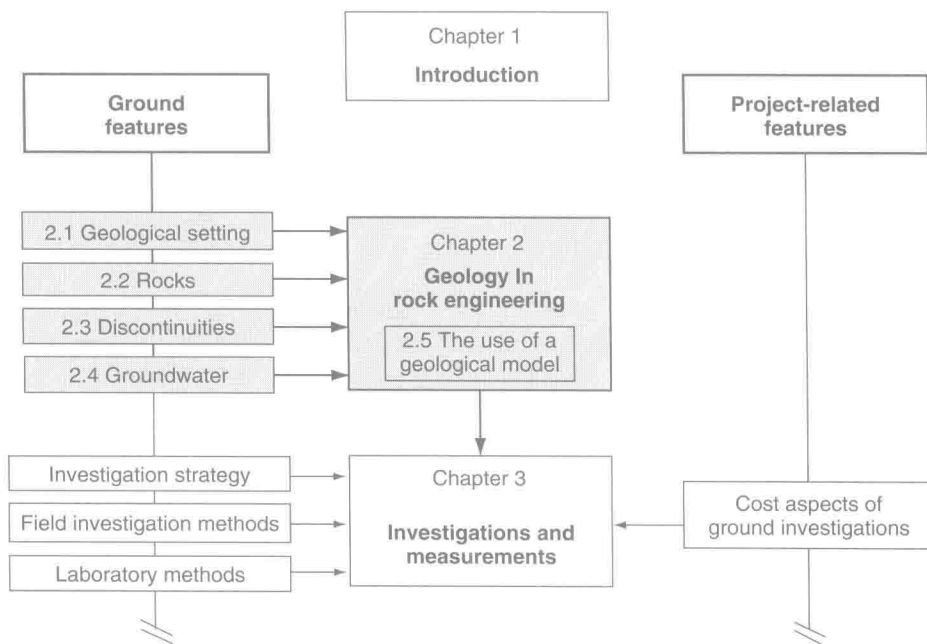 Chapter 1
Introduction
Ground
features
Project-related
features
2.1 Geological setting
2.2 Rocks
2.3 Discontinuities
2.4 Groundwater
Chapter 2
Geology In
rock engineering
2.5 The use of a
geological model
Investigation strategy
Field investigation methods
Laboratory methods
Chapter 3
Investigations and
measurements
Cost aspects of
ground investigations